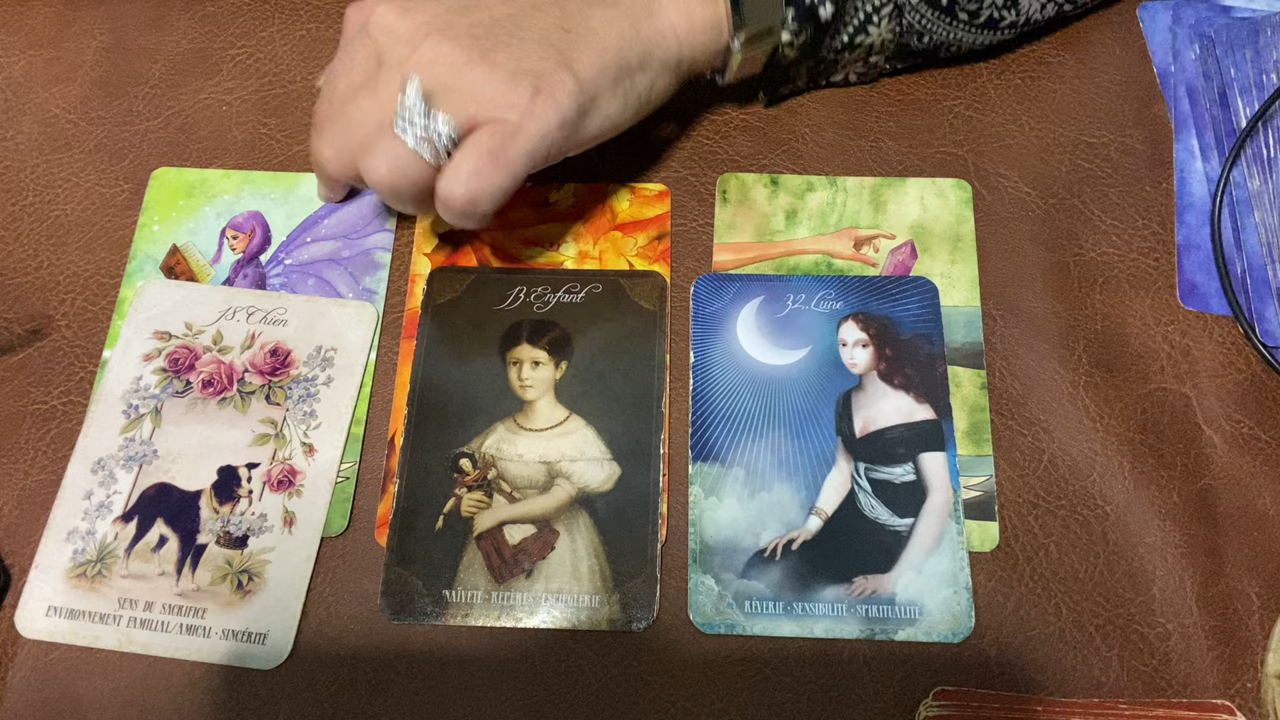 18. Chien
SENS DU SACRIFICE
ENVIRONNEMENT FAMILIAL/AMICAL · SINCÉRITÉ
13. Enfant
NAÏVETÉ · REPÈRES · ESPIÈGLERIE
32. Lune
RÊVERIE · SENSIBILITÉ · SPIRITUALITÉ